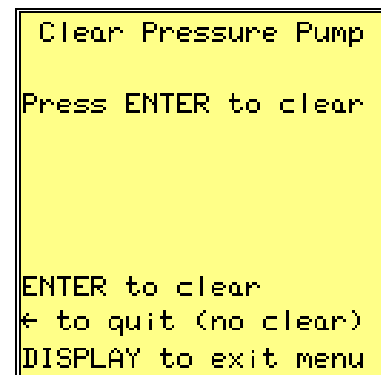 Clear Pressure Pump
Press ENTER to clear
ENTER to clear
← to quit (no clear)
DISPLAY to exit menu